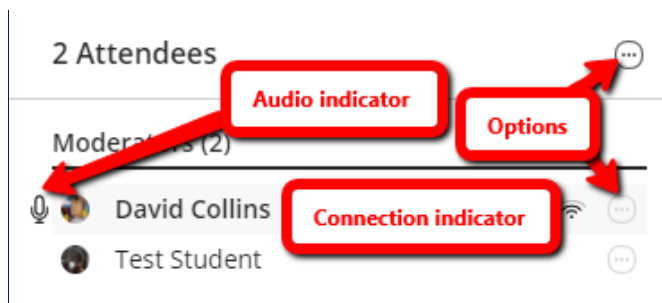 2 Attendees
Audio indicator
Options
Moderators (2)
David Collins
Connection indicator
Test Student